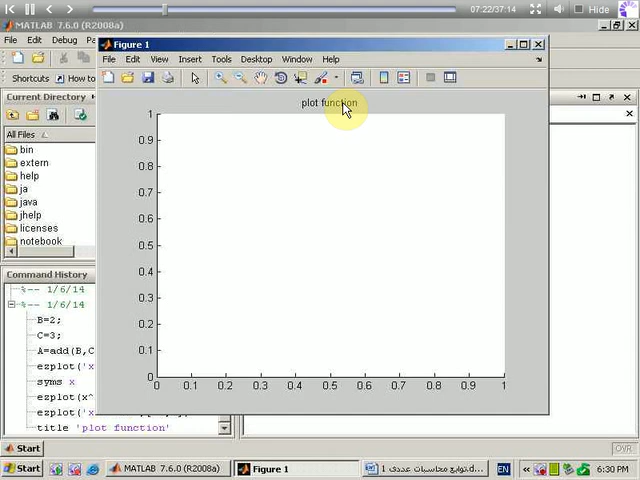 07:22/37:14
Hide
MATLAB 7.6.0 (R2008a)
File Edit Debug
Figure 1
File Edit View Insert Tools Desktop Window Help
Shortcuts How to
Current Directory
All Files
bin
extern
help
ja
java
jhelp
licenses
notebook
plot function
1
0.9
0.8
0.7
0.6
0.5
0.4
0.3
0.2
0.1
0
0 0.1 0.2 0.3 0.4 0.5 0.6 0.7 0.8 0.9 1
Command History
%-- 1/6/14
%-- 1/6/14
B=2;
C=3;
A=add(B,C
ezplot('x
syms x
ezplot(x^
ezplot('x
title 'plot function'
Start
OVR
Start
MATLAB 7.6.0 (R2008a)
Figure 1
توابع محاسبات عددی 1.d...
EN
6:30 PM